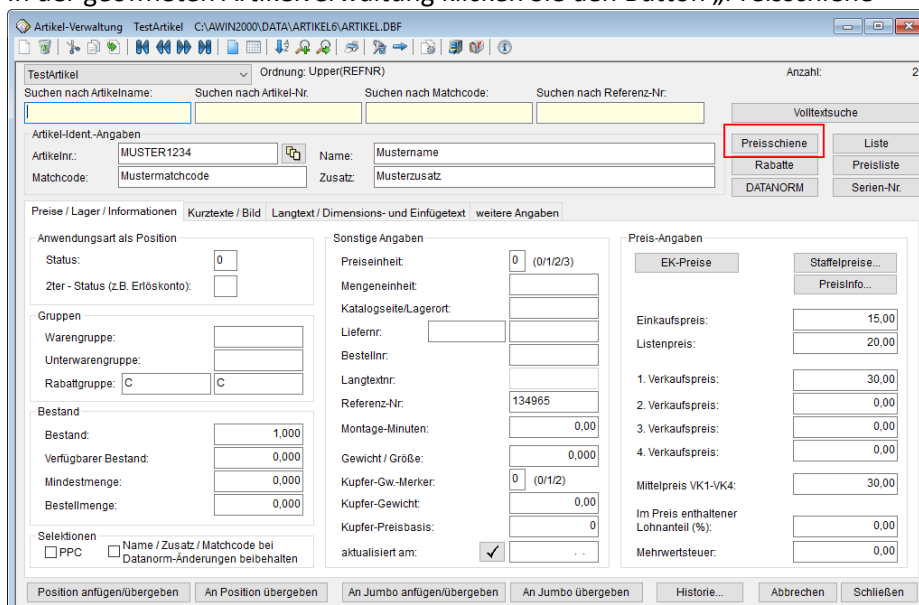 In der geöffneten Artikelverwaltung klicken Sie den Button „Preisschiene“
Artikel-Verwaltung TestArtikel C:\AWIN2000\DATA\ARTIKEL6\ARTIKEL.DBF
TestArtikel Ordnung: Upper(REFNR) Anzahl: 2
Suchen nach Artikelname: Suchen nach Artikel-Nr. Suchen nach Matchcode: Suchen nach Referenz-Nr:
Volltextsuche
Artikel-Ident.-Angaben
Artikelnr.: MUSTER1234 Name: Mustername
Matchcode: Mustermatchcode Zusatz: Musterzusatz
Preisschiene Liste
Rabatte Preisliste
DATANORM Serien-Nr.
Preise / Lager / Informationen Kurztexte / Bild Langtext / Dimensions- und Einfügetext weitere Angaben
Anwendungsart als Position
Status: 0
2ter - Status (z.B. Erlöskonto):
Gruppen
Warengruppe:
Unterwarengruppe:
Rabattgruppe: C C
Bestand
Bestand: 1,000
Verfügbarer Bestand: 0,000
Mindestmenge: 0,000
Bestellmenge: 0,000
Selektionen
PPC Name / Zusatz / Matchcode bei
Datanorm-Änderungen beibehalten
Sonstige Angaben
Preiseinheit: 0 (0/1/2/3)
Mengeneinheit:
Katalogseite/Lagerort:
Liefernr:
Bestellnr:
Langtextnr:
Referenz-Nr: 134965
Montage-Minuten: 0,00
Gewicht / Größe: 0,000
Kupfer-Gw.-Merker: 0 (0/1/2)
Kupfer-Gewicht: 0,00
Kupfer-Preisbasis: 0
aktualisiert am: . .
Preis-Angaben
EK-Preise Staffelpreise...
PreisInfo...
Einkaufspreis: 15,00
Listenpreis: 20,00
1. Verkaufspreis: 30,00
2. Verkaufspreis: 0,00
3. Verkaufspreis: 0,00
4. Verkaufspreis: 0,00
Mittelpreis VK1-VK4: 30,00
Im Preis enthaltener
Lohnanteil (%): 0,00
Mehrwertsteuer: 0,00
Position anfügen/übergeben An Position übergeben An Jumbo anfügen/übergeben An Jumbo übergeben Historie... Abbrechen Schließen